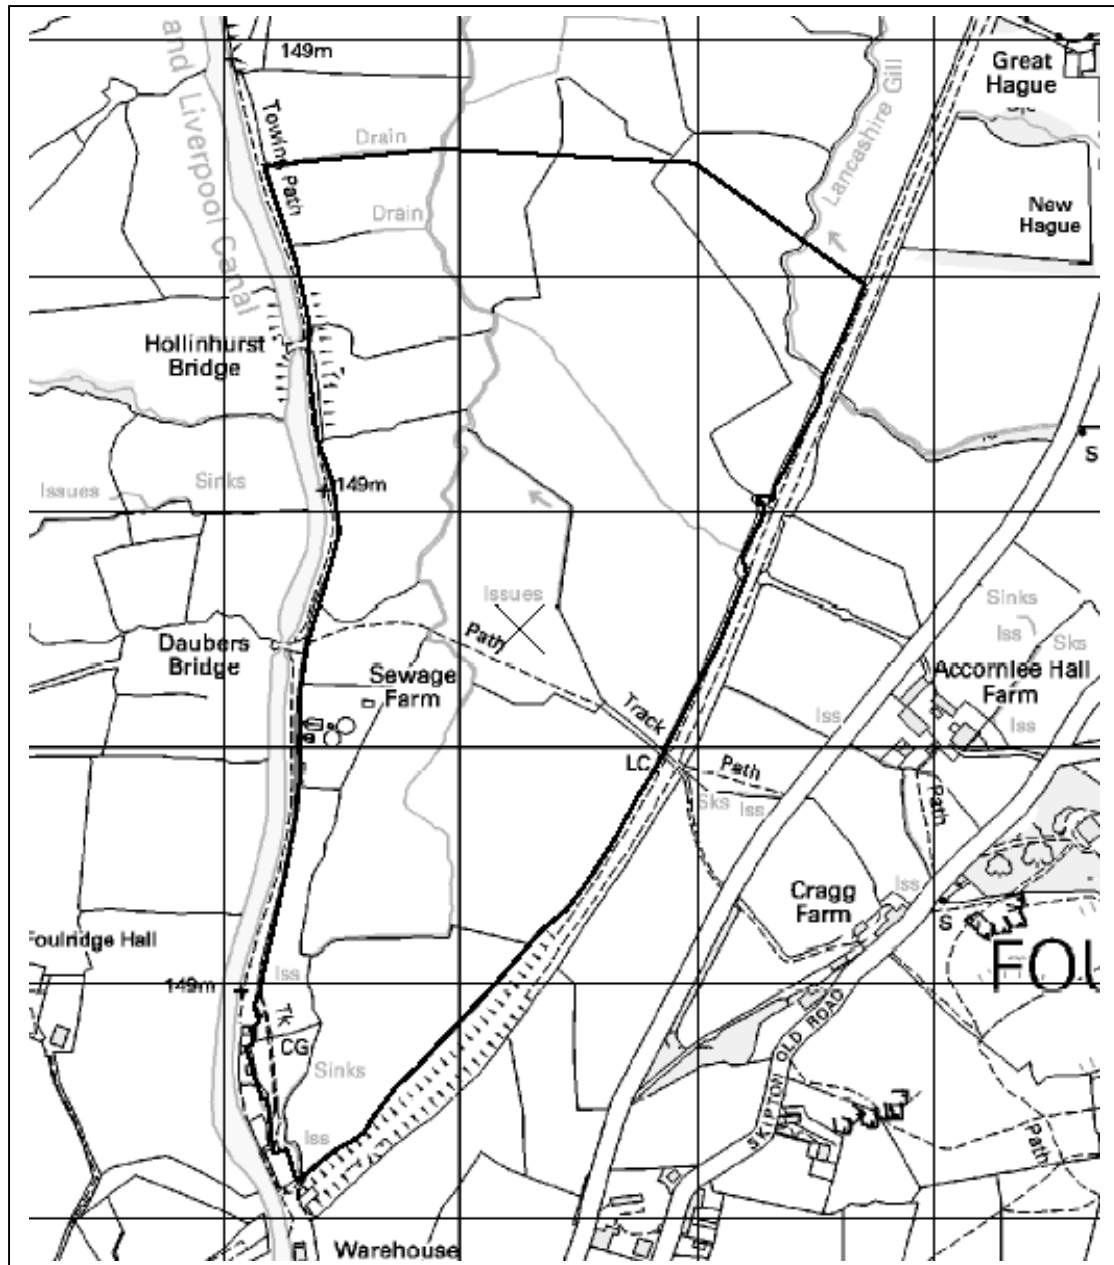 149m
Great
Hague
and Liverpool Canal
Towing Path
Drain
Lancashire Gill
Drain
New
Hague
Hollinhurst
Bridge
S
Issues
Sinks
149m
Issues
Sinks
Iss
Sks
Daubers
Bridge
Path
Sewage
Farm
Accornlee Hall
Farm
Iss
Iss
Track
LC
Path
Sks
Iss
Path
Cragg
Farm
Iss
S
Foulridge Hall
FOU
Iss
149m
Tk
CG
Sinks
SKIPTON OLD ROAD
Iss
Path
Warehouse